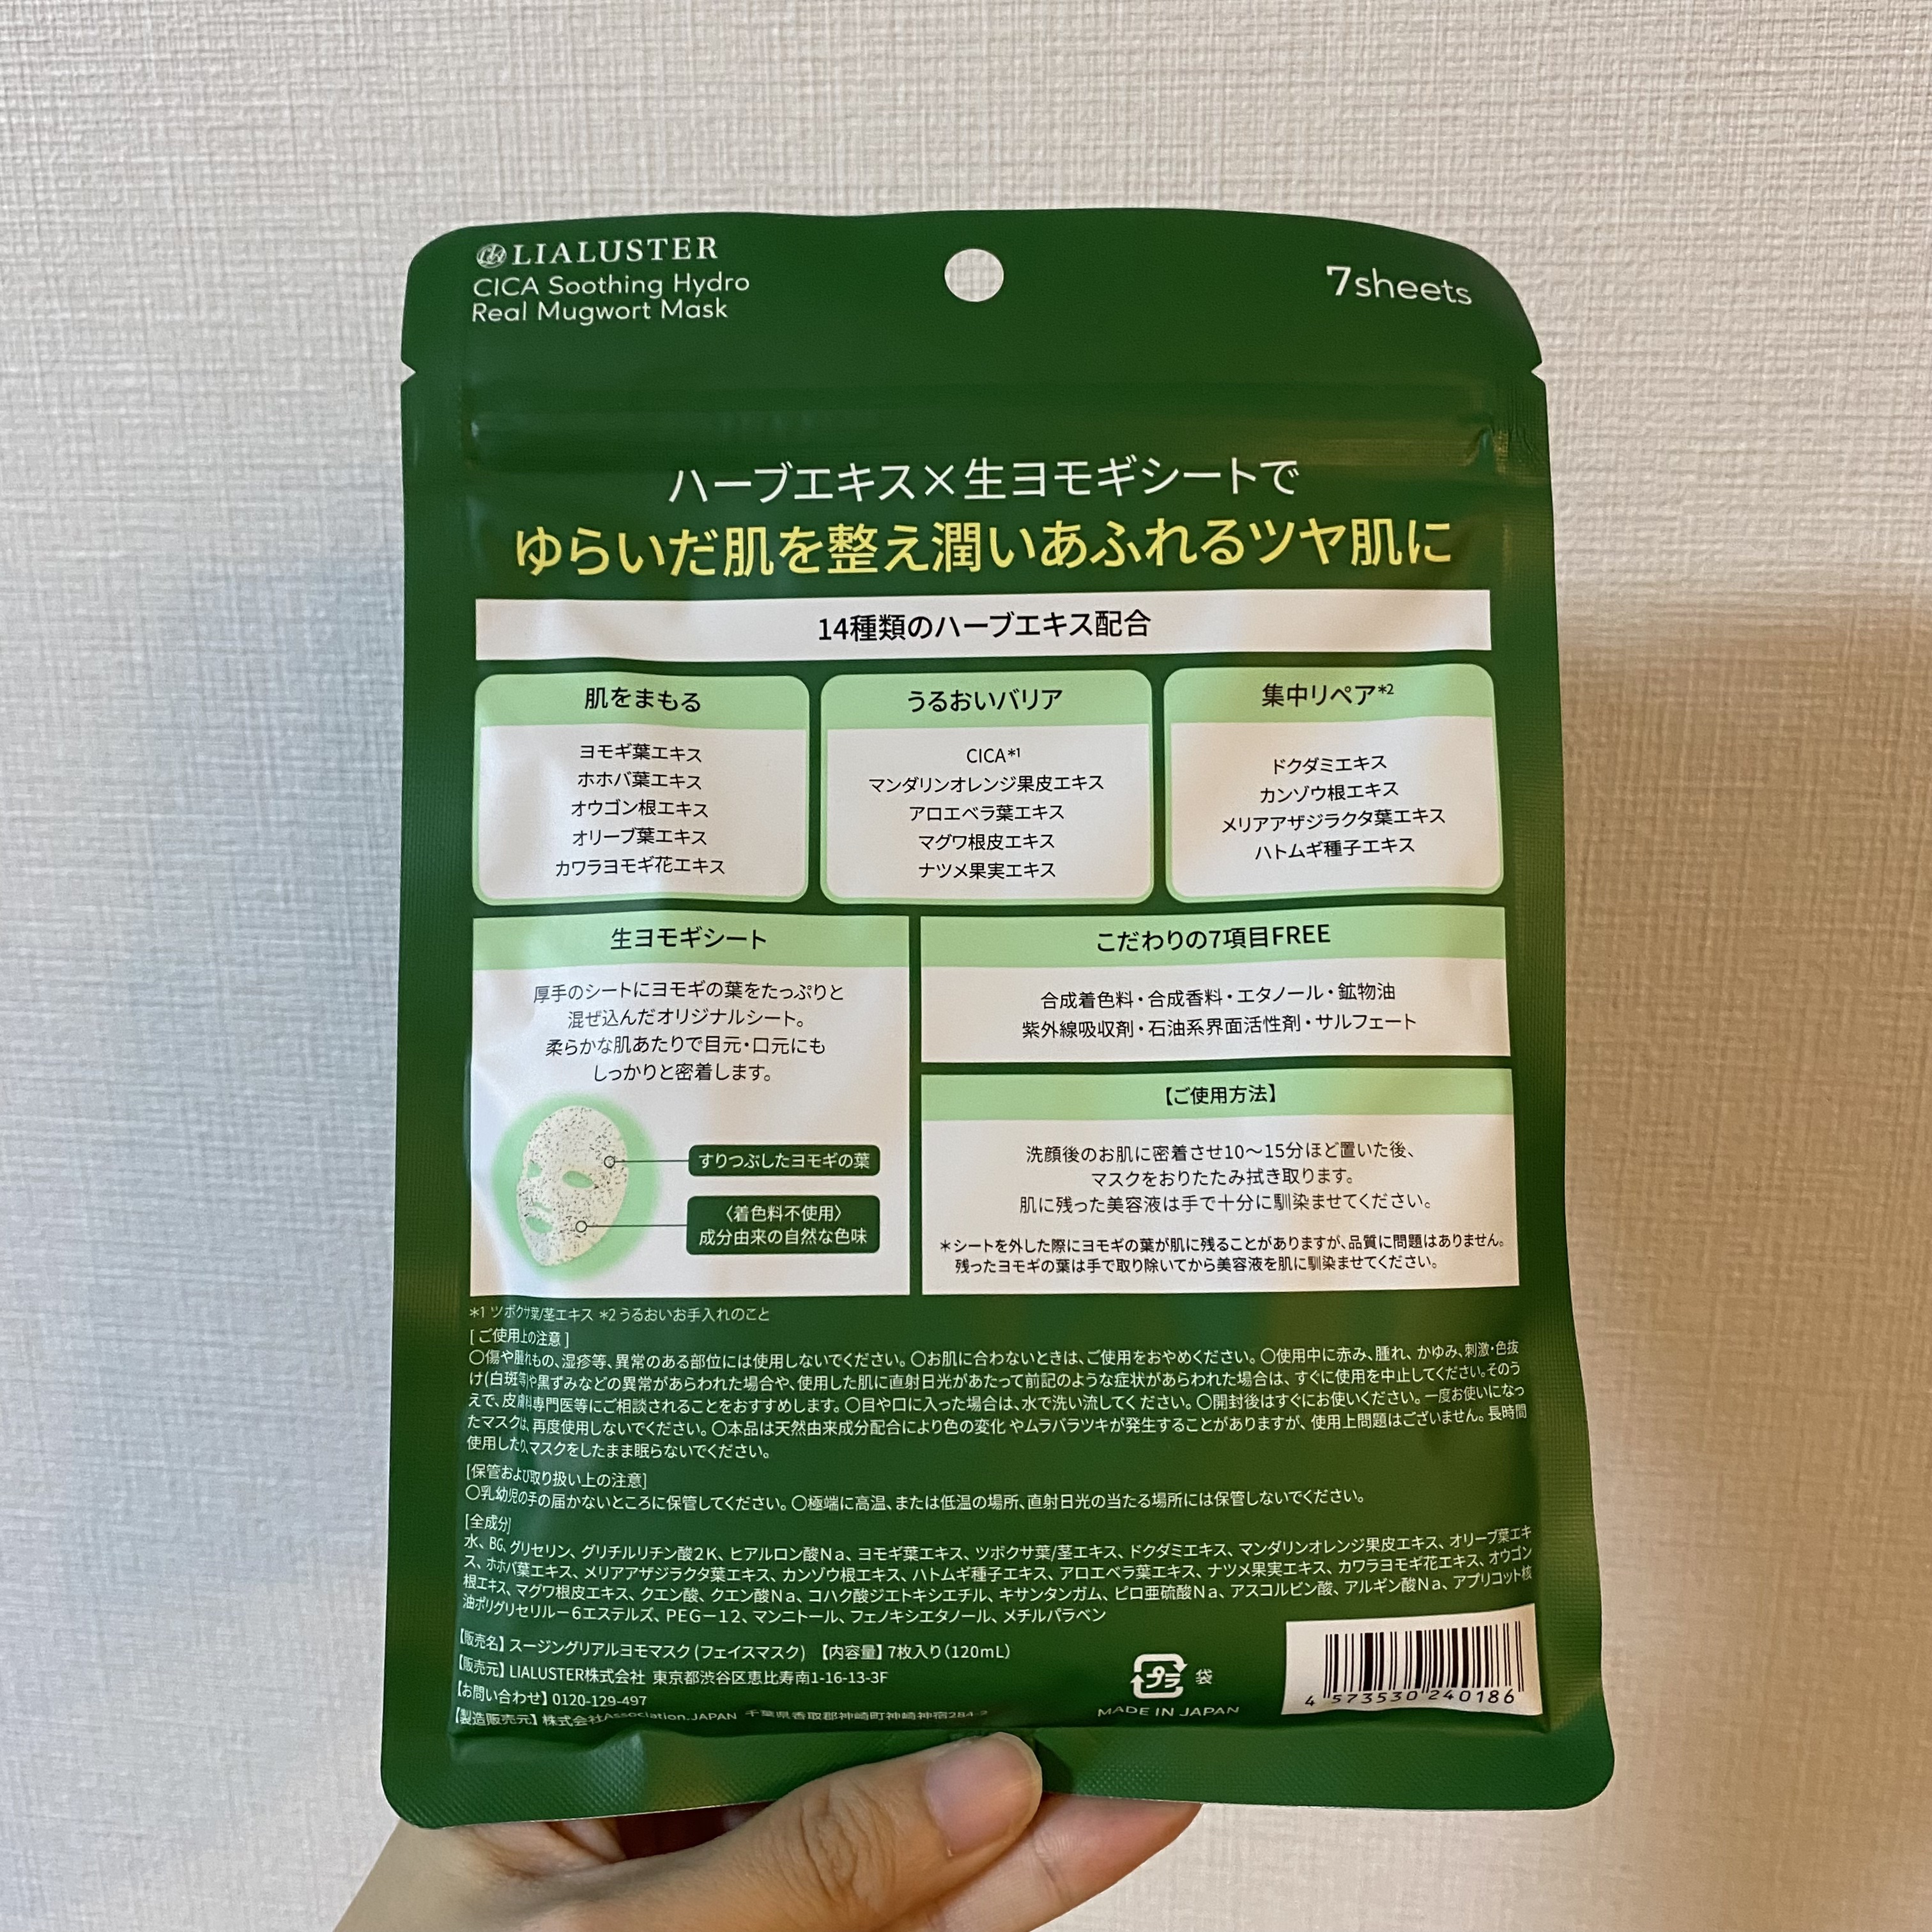 LIALUSTER
CICA Soothing Hydro
Real Mugwort Mask
7sheets
ハーブエキス×生ヨモギシートで
ゆらいだ肌を整え潤いあふれるツヤ肌に
14種類のハーブエキス配合
肌をまもる
ヨモギ葉エキス
ホホバ葉エキス
オウゴン根エキス
オリーブ葉エキス
カワラヨモギ花エキス
うるおいバリア
CICA*1
マンダリンオレンジ果皮エキス
アロエベラ葉エキス
マグワ根皮エキス
ナツメ果実エキス
集中リペア*2
ドクダミエキス
カンゾウ根エキス
メリアアザジラクタ葉エキス
ハトムギ種子エキス
生ヨモギシート
厚手のシートにヨモギの葉をたっぷりと
混ぜ込んだオリジナルシート。
柔らかな肌あたりで目元・口元にも
しっかりと密着します。
すりつぶしたヨモギの葉
〈着色料不使用〉
成分由来の自然な色味
こだわりの7項目FREE
合成着色料・合成香料・エタノール・鉱物油
紫外線吸収剤・石油系界面活性剤・サルフェート
【ご使用方法】
洗顔後のお肌に密着させ10〜15分ほど置いた後、
マスクをおりたたみ拭き取ります。
肌に残った美容液は手で十分に馴染ませてください。
*シートを外した際にヨモギの葉が肌に残ることがありますが、品質に問題はありません。
残ったヨモギの葉は手で取り除いてから美容液を肌に馴染ませてください。
*1 ツボクサ葉/茎エキス *2 うるおいお手入れのこと
[ご使用上の注意]
〇傷や腫れもの、湿疹等、異常のある部位には使用しないでください。〇お肌に合わないときは、ご使用をおやめください。〇使用中に赤み、腫れ、かゆみ、刺激・色抜
け(白斑等)や黒ずみなどの異常があらわれた場合や、使用した肌に直射日光があたって前記のような症状があらわれた場合は、すぐに使用を中止してください。そのう
えで、皮膚科専門医等にご相談されることをおすすめします。〇目や口に入った場合は、水で洗い流してください。〇開封後はすぐにお使いください。一度お使いになっ
たマスクは、再度使用しないでください。〇本品は天然由来成分配合により色の変化やムラバラツキが発生することがありますが、使用上問題はございません。長時間
使用したり、マスクをしたまま眠らないでください。
[保管および取り扱い上の注意]
〇乳幼児の手の届かないところに保管してください。〇極端に高温、または低温の場所、直射日光の当たる場所には保管しないでください。
[全成分]
水、BG、グリセリン、グリチルリチン酸2K、ヒアルロン酸Na、ヨモギ葉エキス、ツボクサ葉/茎エキス、ドクダミエキス、マンダリンオレンジ果皮エキス、オリーブ葉エキ
ス、ホホバ葉エキス、メリアアザジラクタ葉エキス、カンゾウ根エキス、ハトムギ種子エキス、アロエベラ葉エキス、ナツメ果実エキス、カワラヨモギ花エキス、オウゴン
根エキス、マグワ根皮エキス、クエン酸、クエン酸Na、コハク酸ジエトキシエチル、キサンタンガム、ピロ亜硫酸Na、アスコルビン酸、アルギン酸Na、アプリコット核
油ポリグリセリル－6エステルズ、PEG－12、マンニトール、フェノキシエタノール、メチルパラベン
【販売名】スージングリアルヨモマスク(フェイスマスク) 【内容量】7枚入り(120mL)
【販売元】LIALUSTER株式会社 東京都渋谷区恵比寿南1-16-13-3F
【お問い合わせ】0120-129-497
【製造販売元】株式会社Association.JAPAN 千葉県香取郡神崎町神崎神宿284-2
プラ 袋
MADE IN JAPAN
4 573530 240186